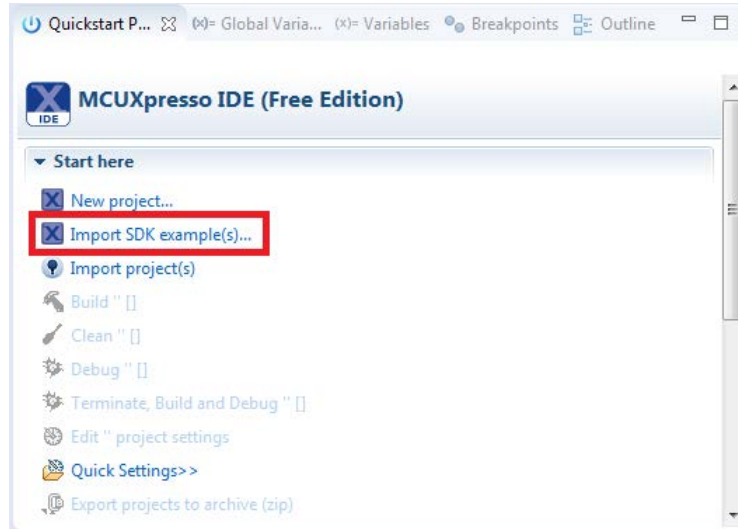 Quickstart P... (x)= Global Varia... (x)= Variables Breakpoints Outline
IDE
MCUXpresso IDE (Free Edition)
Start here
New project...
Import SDK example(s)...
Import project(s)
Build '' []
Clean '' []
Debug '' []
Terminate, Build and Debug '' []
Edit '' project settings
Quick Settings>>
Export projects to archive (zip)